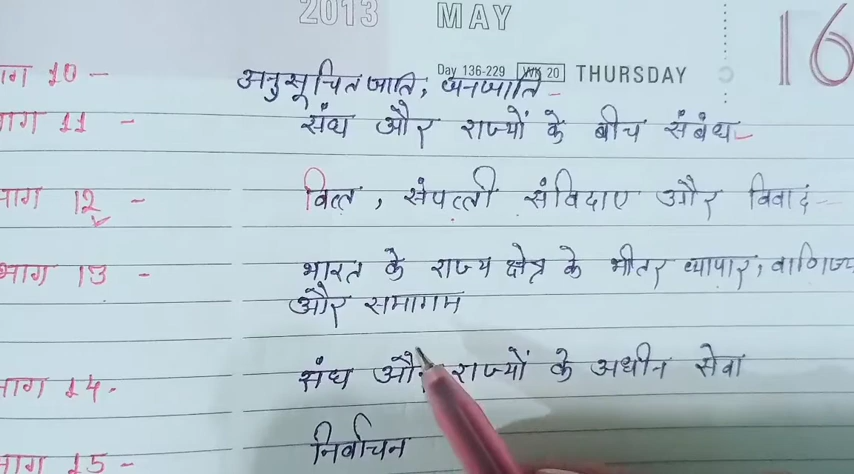 2013 MAY 16
Day 136-229 WK 20 THURSDAY
भाग 10 - अनुसूचित जाति, जनजाति -
भाग 11 - संघ और राज्यों के बीच संबंध -
भाग 12 - वित्त, संपत्ती संविदाए और विवाद -
भाग 13 - भारत के राज्य क्षेत्र के भीतर व्यापार, वाणिज्य
और समागम
भाग 14 - संघ और राज्यों के अधीन सेवा
भाग 15 - निर्वाचन